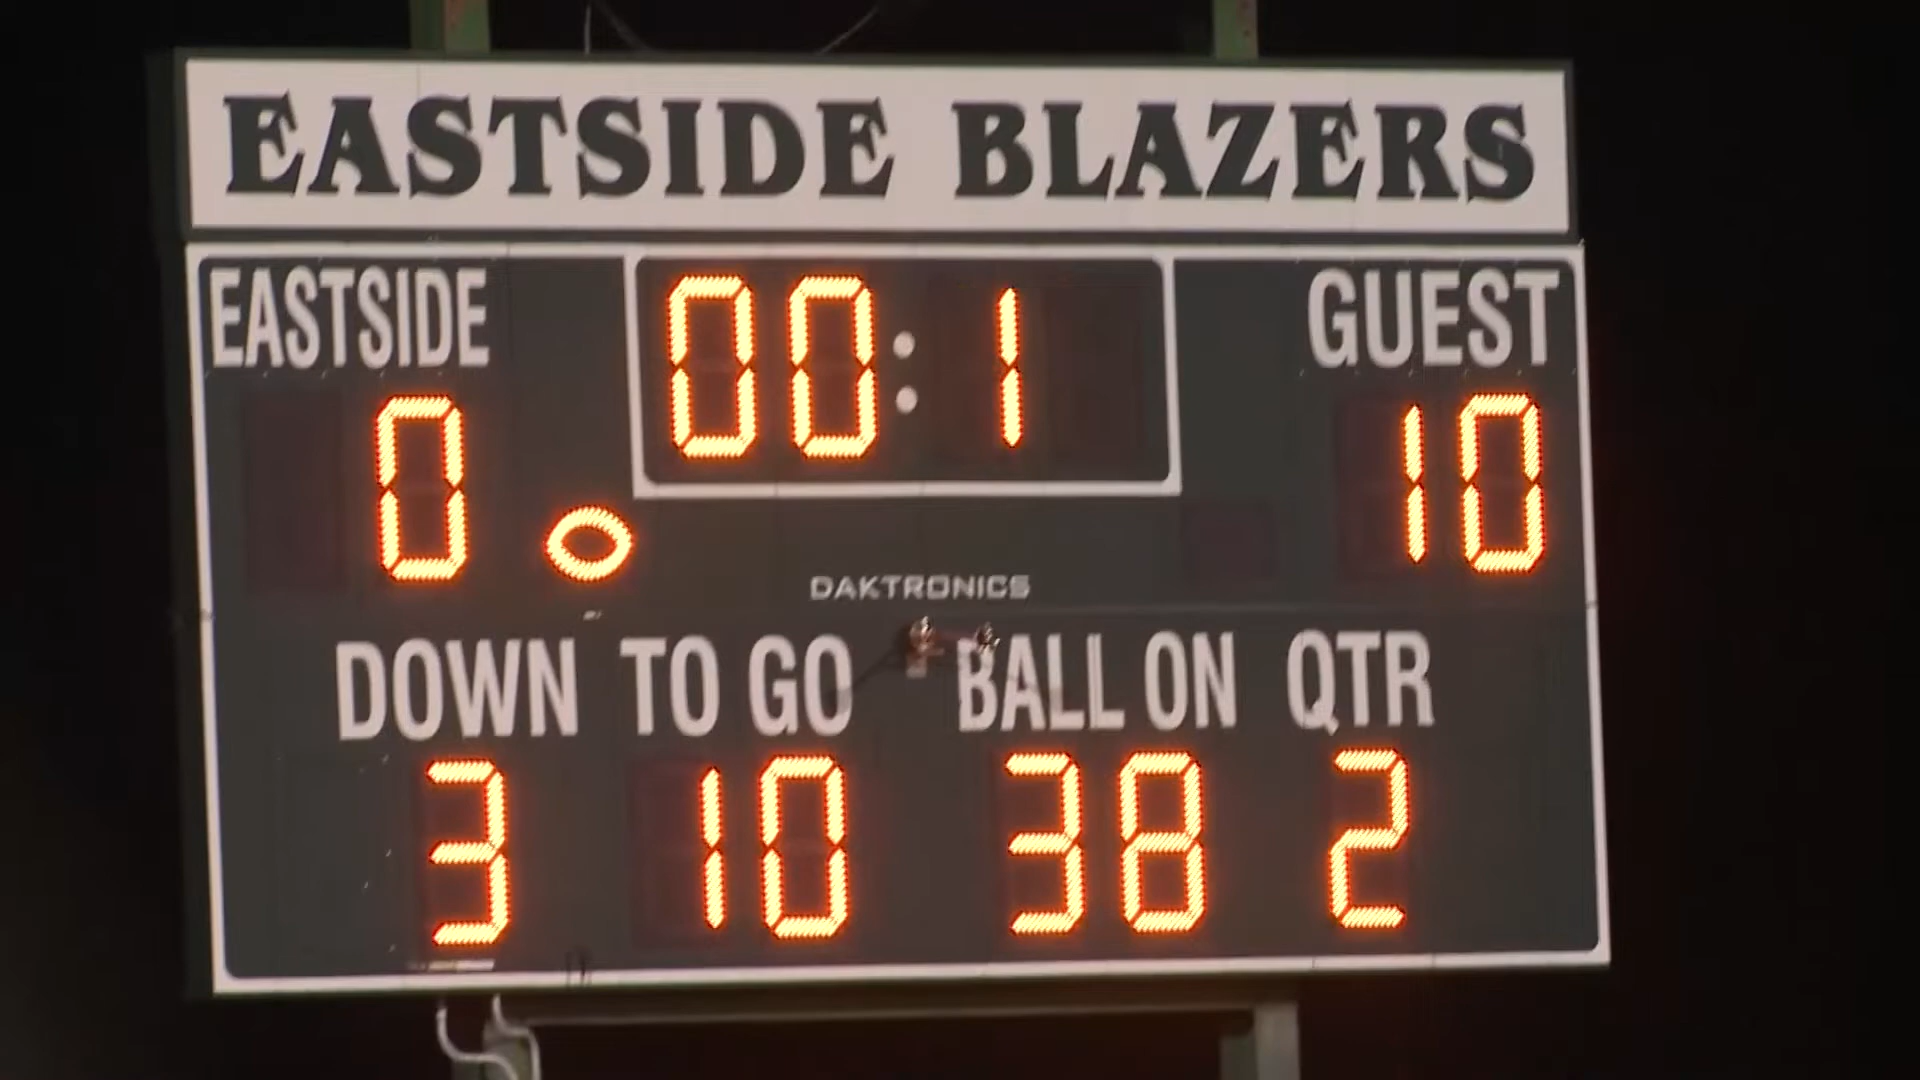 EASTSIDE BLAZERS
EASTSIDE 00:1 GUEST
0 10
DAKTRONICS
DOWN TO GO BALL ON QTR
3 10 38 2